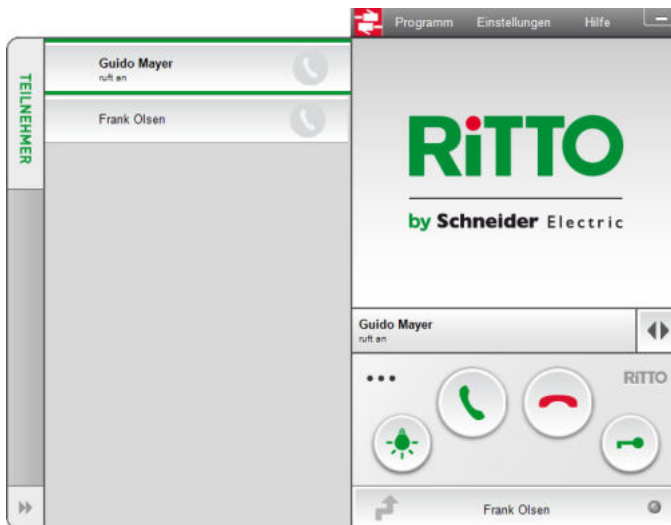 TEILNEHMER
Guido Mayer
ruft an
Frank Olsen
Programm Einstellungen Hilfe
RiTTO
by Schneider Electric
Guido Mayer
ruft an
RiTTO
Frank Olsen